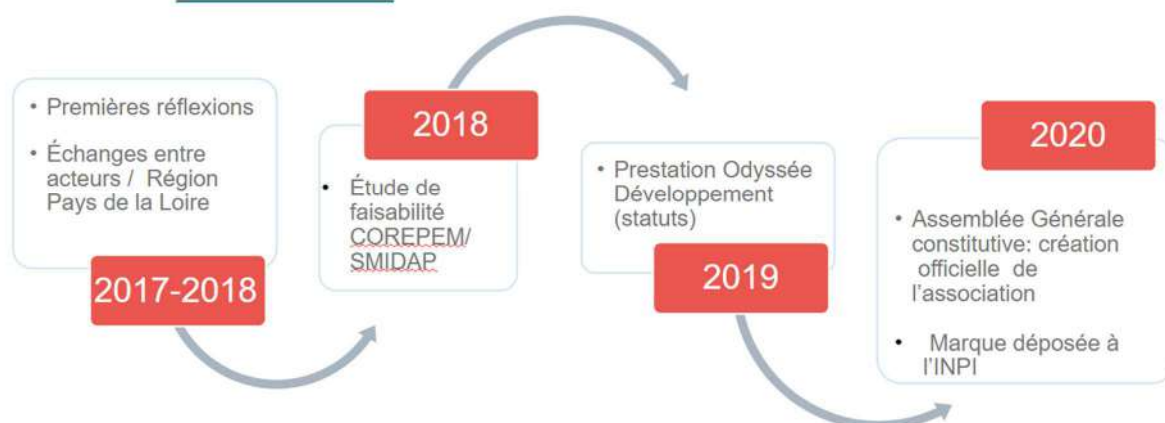 • Premières réflexions
• Échanges entre
acteurs / Région
Pays de la Loire
2017-2018
2018
• Étude de
faisabilité
COREPEM/
SMIDAP
• Prestation Odyssée
Développement
(statuts)
2019
2020
• Assemblée Générale
constitutive: création
officielle de
l'association
• Marque déposée à
l'INPI